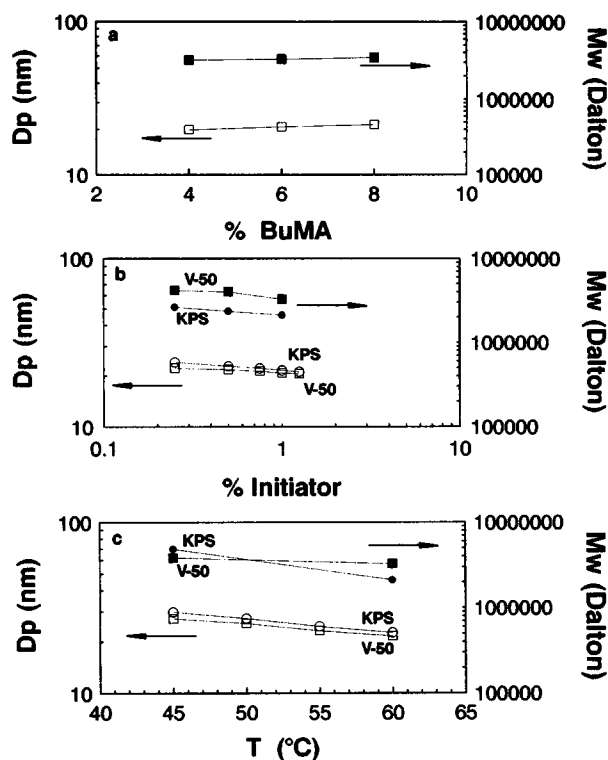 a
100
10
Dp (nm)
10000000
1000000
100000
Mw (Dalton)
2 4 6 8 10
% BuMA
b
100
10
Dp (nm)
V-50
KPS
KPS
V-50
10000000
1000000
100000
Mw (Dalton)
0.1 1 10
% Initiator
c
100
10
Dp (nm)
KPS
V-50
KPS
V-50
10000000
1000000
100000
Mw (Dalton)
40 45 50 55 60 65
T (°C)